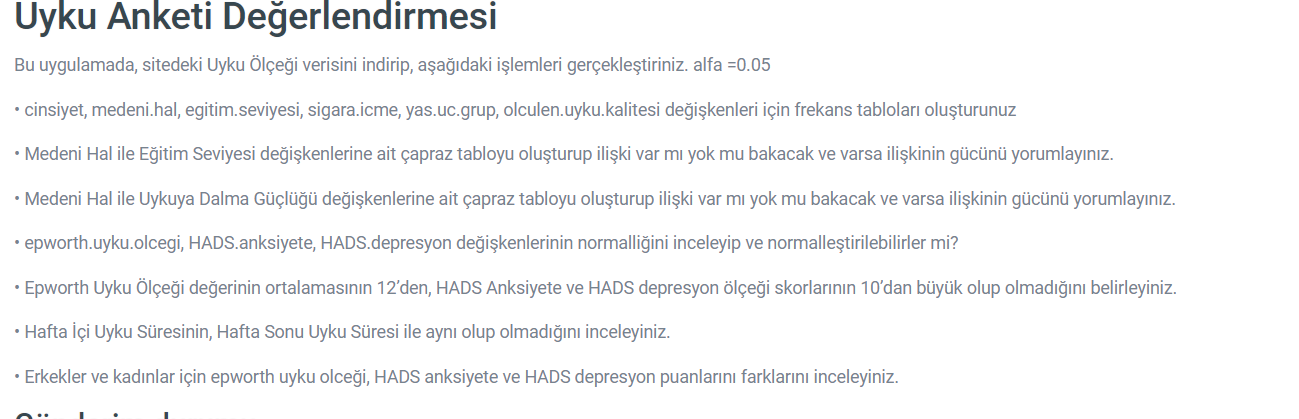 Uyku Anketi Değerlendirmesi
Bu uygulamada, sitedeki Uyku Ölçeği verisini indirip, aşağıdaki işlemleri gerçekleştiriniz. alfa =0.05
• cinsiyet, medeni.hal, egitim.seviyesi, sigara.icme, yas.uc.grup, olculen.uyku.kalitesi değişkenleri için frekans tabloları oluşturunuz
• Medeni Hal ile Eğitim Seviyesi değişkenlerine ait çapraz tabloyu oluşturup ilişki var mı yok mu bakacak ve varsa ilişkinin gücünü yorumlayınız.
• Medeni Hal ile Uykuya Dalma Güçlüğü değişkenlerine ait çapraz tabloyu oluşturup ilişki var mı yok mu bakacak ve varsa ilişkinin gücünü yorumlayınız.
• epworth.uyku.olcegi, HADS.anksiyete, HADS.depresyon değişkenlerinin normalliğini inceleyip ve normalleştirilebilirler mi?
• Epworth Uyku Ölçeği değerinin ortalamasının 12’den, HADS Anksiyete ve HADS depresyon ölçeği skorlarının 10’dan büyük olup olmadığını belirleyiniz.
• Hafta İçi Uyku Süresinin, Hafta Sonu Uyku Süresi ile aynı olup olmadığını inceleyiniz.
• Erkekler ve kadınlar için epworth uyku olceği, HADS anksiyete ve HADS depresyon puanlarını farklarını inceleyiniz.